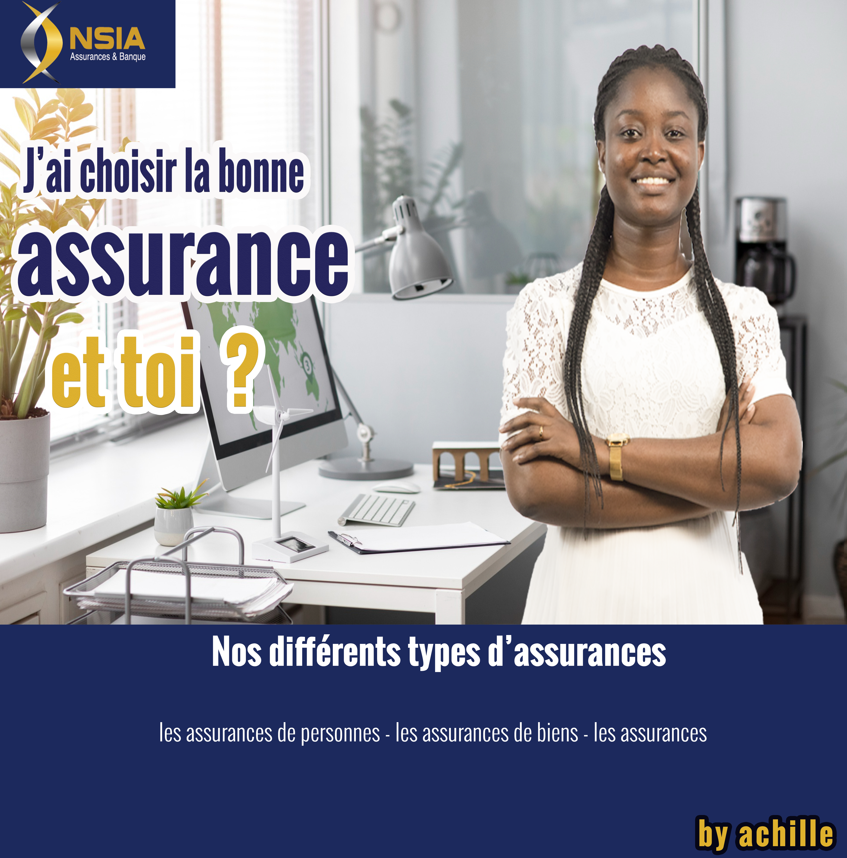 NSIA
Assurances & Banque
J'ai choisir la bonne
assurance
et toi ?
Nos différents types d'assurances
les assurances de personnes - les assurances de biens - les assurances
by achille